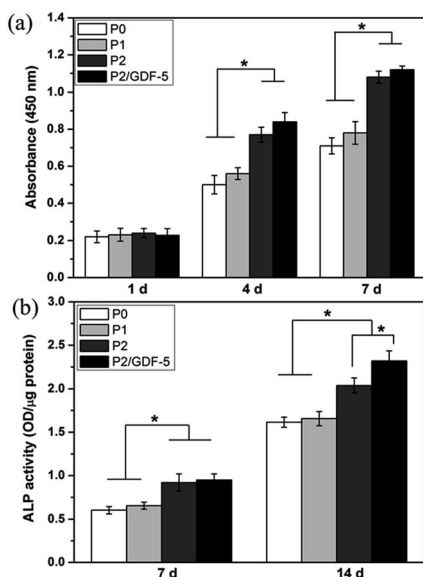 (a)
P0
P1
P2
P2/GDF-5
*
*
Absorbance (450 nm)
1.4
1.2
1.0
0.8
0.6
0.4
0.2
0.0
1 d
4 d
7 d
(b)
P0
P1
P2
P2/GDF-5
*
*
*
ALP activity (OD/µg protein)
3.0
2.5
2.0
1.5
1.0
0.5
0.0
7 d
14 d